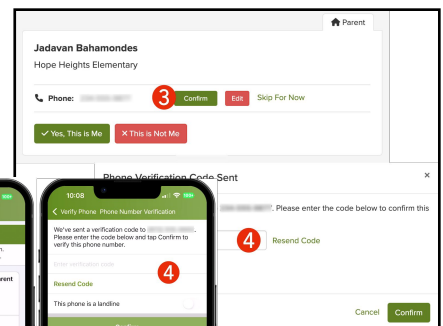 Parent
Jadavan Bahamondes
Hope Heights Elementary
Phone:
3
Confirm
Edit
Skip For Now
✓ Yes, This is Me
× This is Not Me
Phone Verification Code Sent
×
. Please enter the code below to confirm this
4
Resend Code
Cancel
Confirm
10:08
Verify Phone Phone Number Verification
We've sent a verification code to
Please enter the code below and tap Confirm to
verify this phone number.
Enter verification code
4
Resend Code
This phone is a landline